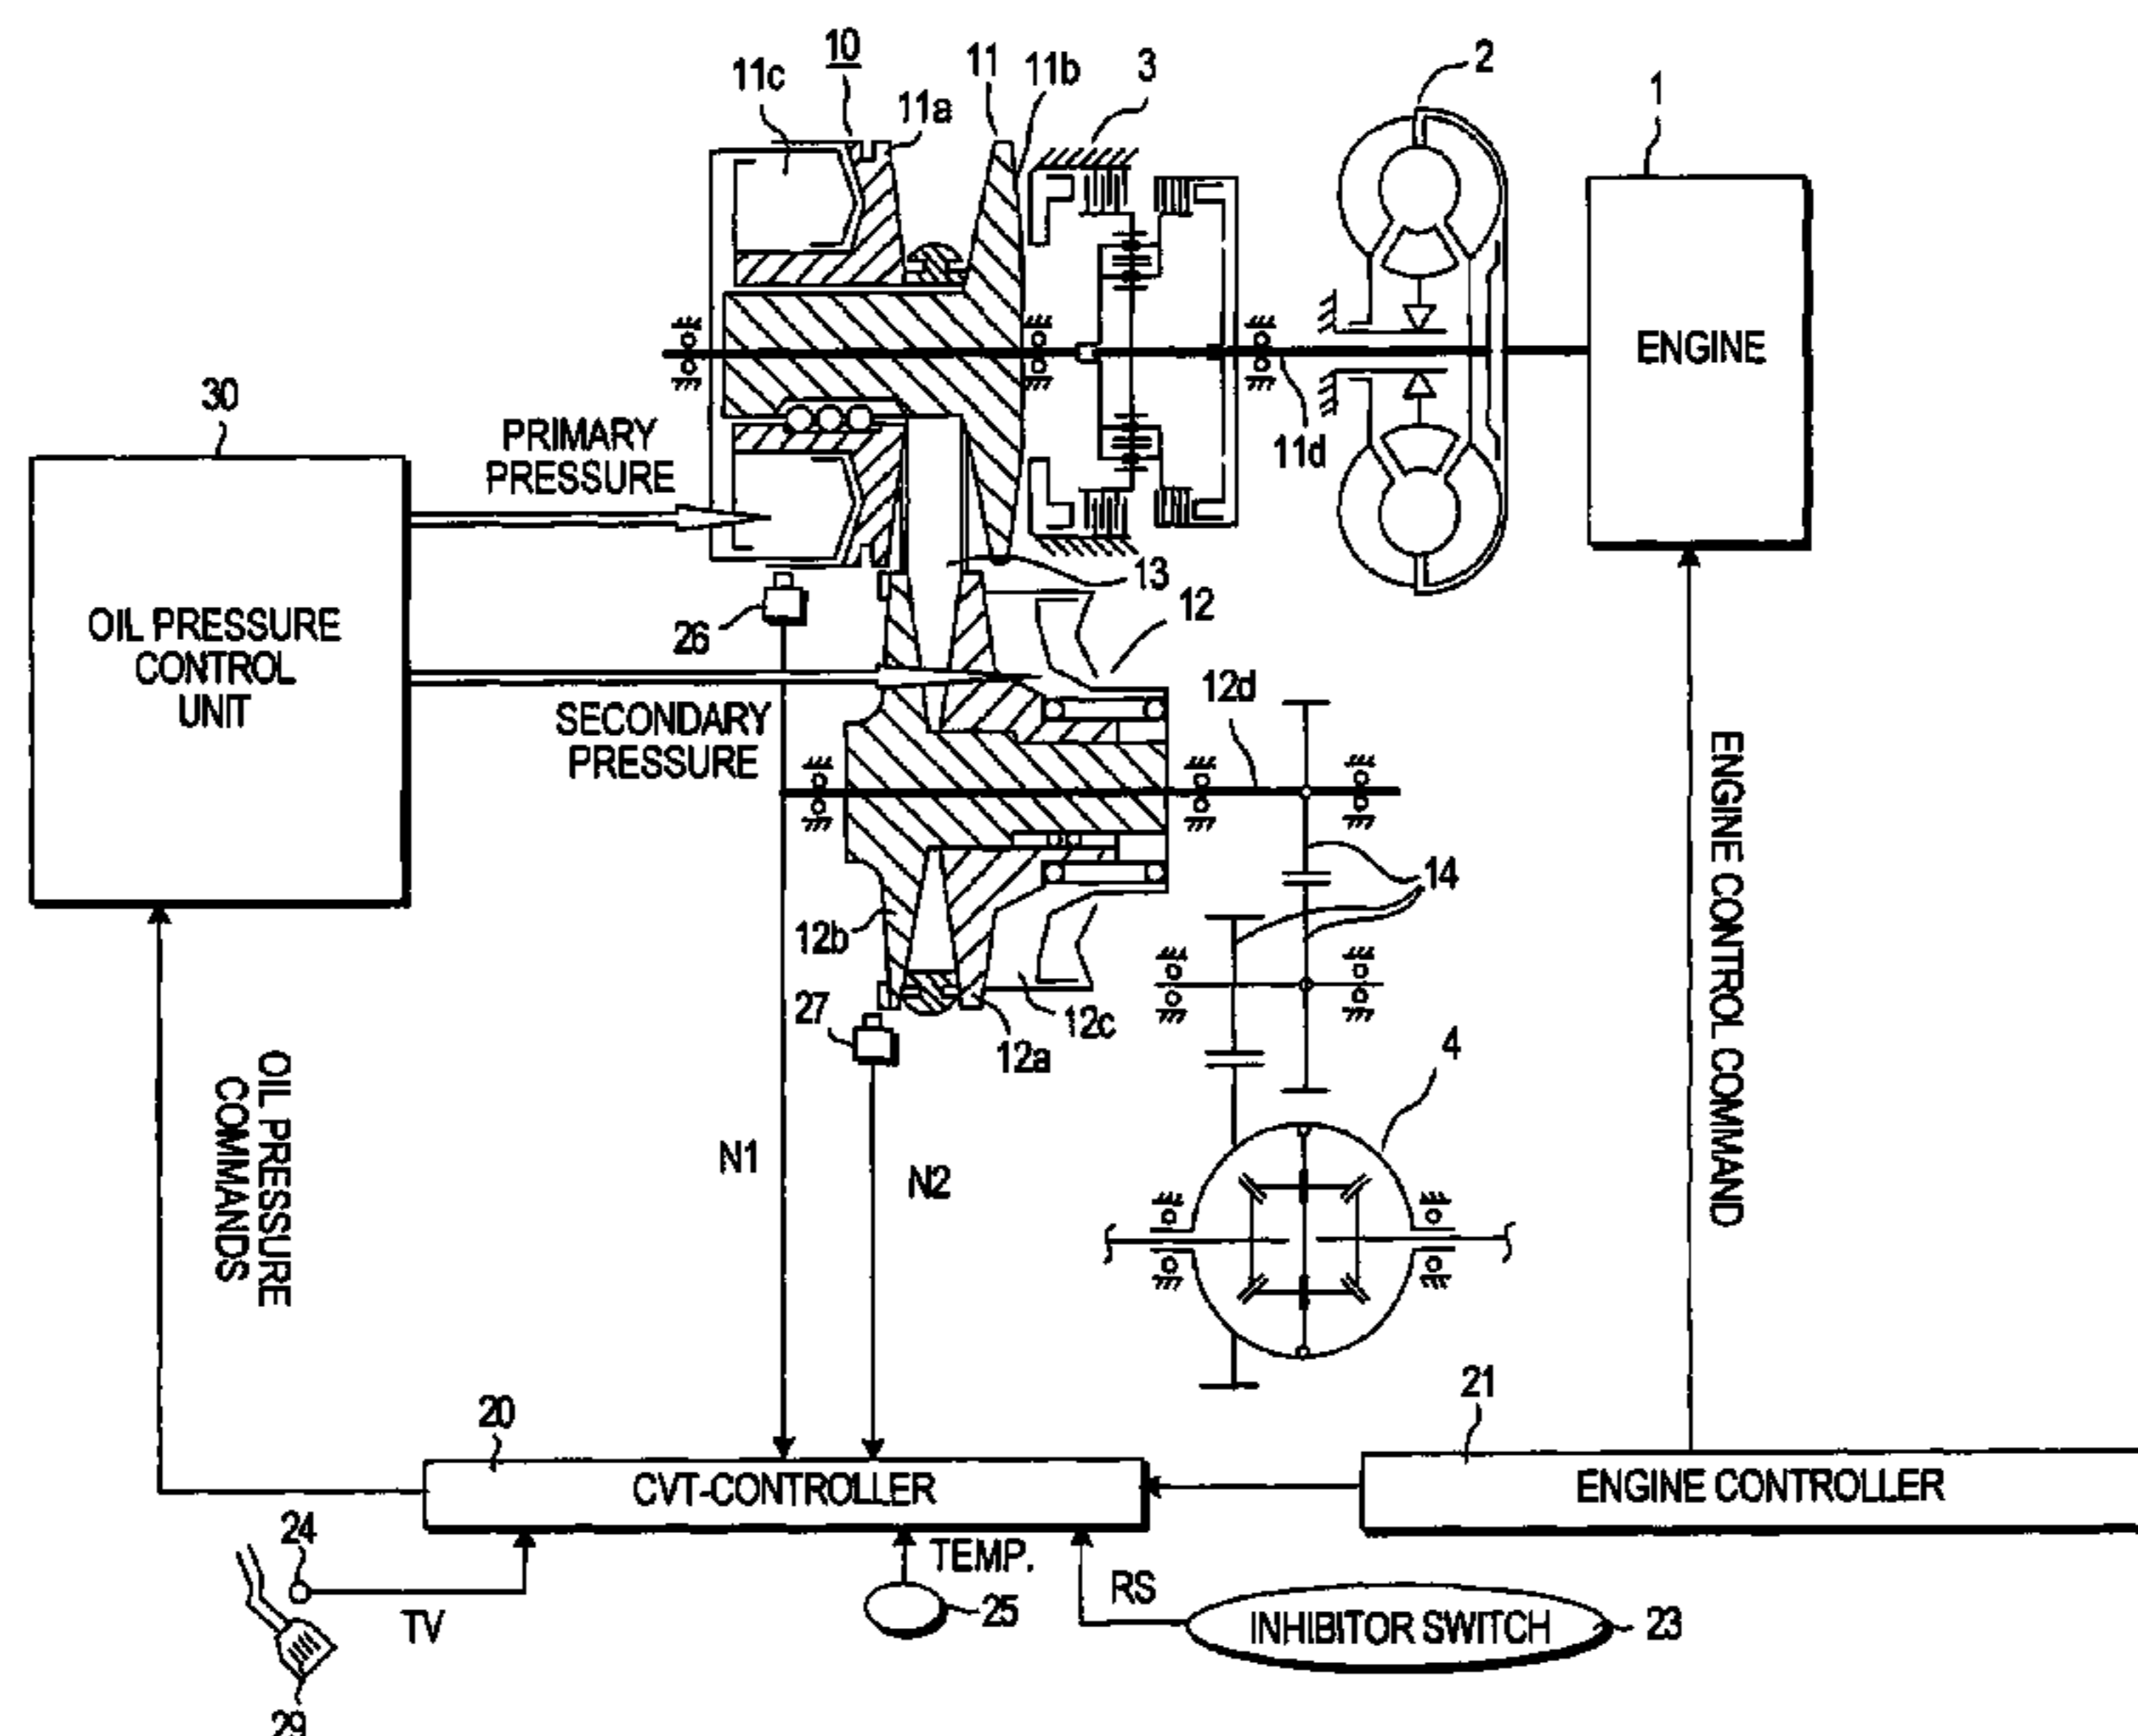 10
11
11c
11a
11b
3
2
1
ENGINE
30
PRIMARY
PRESSURE
11d
OIL PRESSURE
CONTROL
UNIT
13
12
26
SECONDARY
PRESSURE
12d
14
12b
27
12c
12a
4
ENGINE CONTROL COMMAND
OIL PRESSURE
COMMANDS
N1
N2
20
CVT-CONTROLLER
21
ENGINE CONTROLLER
24
TV
TEMP.
25
RS
INHIBITOR SWITCH
23
29